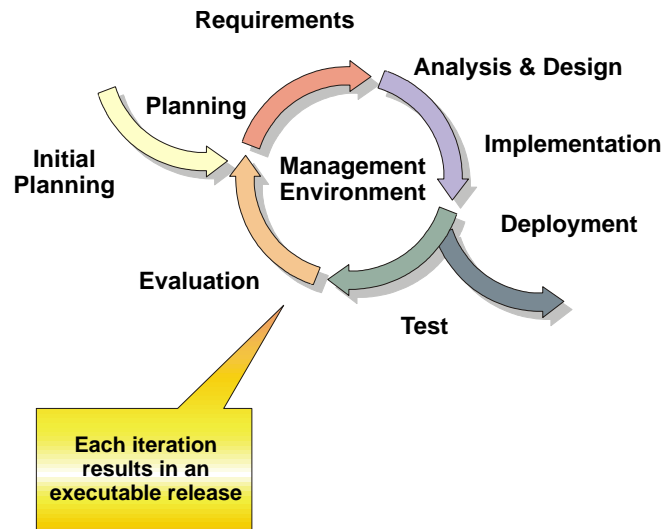 Requirements
Analysis & Design
Planning
Implementation
Initial
Planning
Management
Environment
Deployment
Evaluation
Test
Each iteration
results in an
executable release